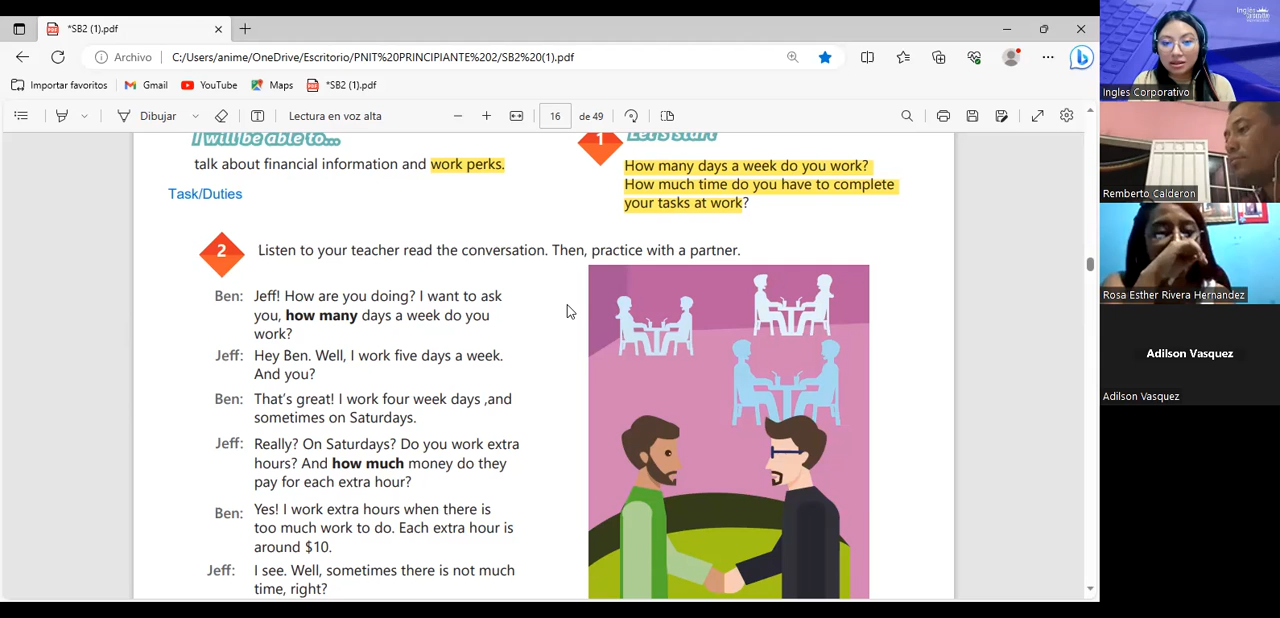 *SB2 (1).pdf
Archivo
C:/Users/anime/OneDrive/Escritorio/PNIT%20PRINCIPIANTE%202/SB2%20(1).pdf
Importar favoritos
Gmail
YouTube
Maps
*SB2 (1).pdf
Dibujar
Lectura en voz alta
16
de 49
I will be able to...
talk about financial information and work perks.
Task/Duties
1
Let's start
How many days a week do you work?
How much time do you have to complete
your tasks at work?
2
Listen to your teacher read the conversation. Then, practice with a partner.
Ben: Jeff! How are you doing? I want to ask
you, how many days a week do you
work?
Jeff: Hey Ben. Well, I work five days a week.
And you?
Ben: That's great! I work four week days ,and
sometimes on Saturdays.
Jeff: Really? On Saturdays? Do you work extra
hours? And how much money do they
pay for each extra hour?
Ben: Yes! I work extra hours when there is
too much work to do. Each extra hour is
around $10.
Jeff: I see. Well, sometimes there is not much
time, right?
Ingles Corporativo
Remberto Calderon
Rosa Esther Rivera Hernandez
Adilson Vasquez
Adilson Vasquez